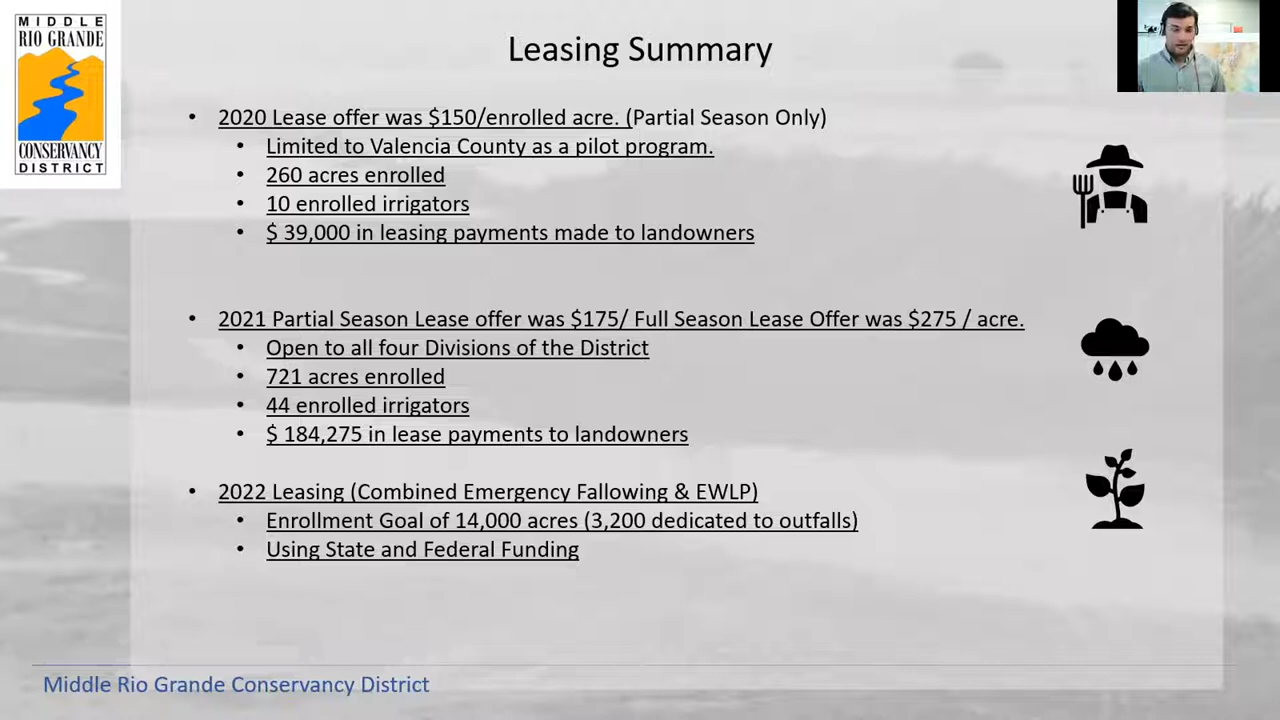 MIDDLE
RIO GRANDE
CONSERVANCY
DISTRICT
Leasing Summary
• 2020 Lease offer was $150/enrolled acre. (Partial Season Only)
• Limited to Valencia County as a pilot program.
• 260 acres enrolled
• 10 enrolled irrigators
• $ 39,000 in leasing payments made to landowners
• 2021 Partial Season Lease offer was $175/ Full Season Lease Offer was $275 / acre.
• Open to all four Divisions of the District
• 721 acres enrolled
• 44 enrolled irrigators
• $ 184,275 in lease payments to landowners
• 2022 Leasing (Combined Emergency Fallowing & EWLP)
• Enrollment Goal of 14,000 acres (3,200 dedicated to outfalls)
• Using State and Federal Funding
Middle Rio Grande Conservancy District